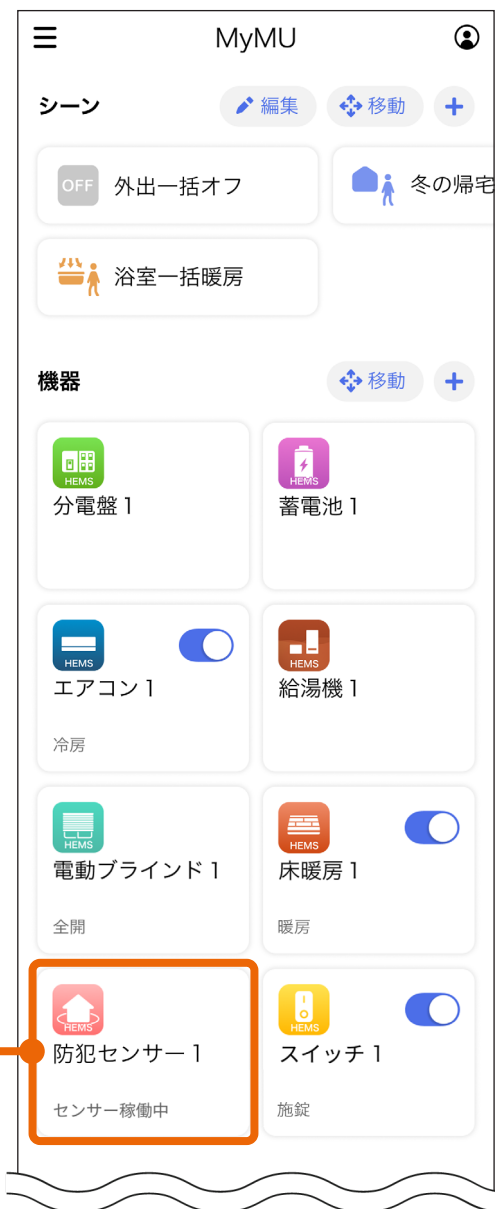 MyMU
シーン
編集
移動
OFF 外出一括オフ
冬の帰宅
浴室一括暖房
機器
移動
HEMS
HEMS
分電盤 1
蓄電池 1
HEMS
HEMS
エアコン 1
給湯機 1
冷房
HEMS
HEMS
電動ブラインド 1
床暖房 1
全開
暖房
HEMS
HEMS
防犯センサー 1
スイッチ 1
センサー稼働中
施錠